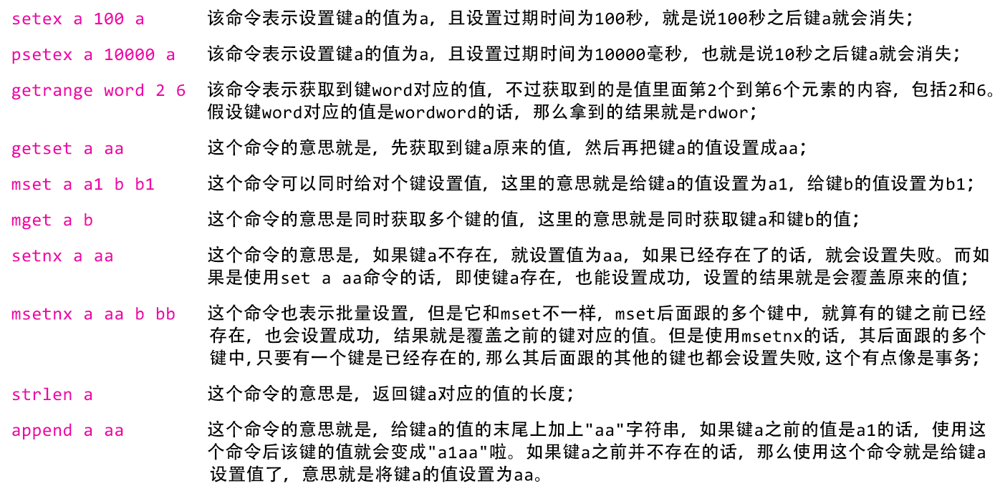 setex a 100 a 该命令表示设置键a的值为a，且设置过期时间为100秒，就是说100秒之后键a就会消失；
psetex a 10000 a 该命令表示设置键a的值为a，且设置过期时间为10000毫秒，也就是说10秒之后键a就会消失；
getrange word 2 6 该命令表示获取到键word对应的值，不过获取到的是值里面第2个到第6个元素的内容，包括2和6。
假设键word对应的值是wordword的话，那么拿到的结果就是rdwor；
getset a aa 这个命令的意思就是，先获取到键a原来的值，然后再把键a的值设置成aa；
mset a a1 b b1 这个命令可以同时给对个键设置值，这里的意思就是给键a的值设置为a1，给键b的值设置为b1；
mget a b 这个命令的意思是同时获取多个键的值，这里的意思就是同时获取键a和键b的值；
setnx a aa 这个命令的意思是，如果键a不存在，就设置值为aa，如果已经存在了的话，就会设置失败。而如
果是使用set a aa命令的话，即使键a存在，也能设置成功，设置的结果就是会覆盖原来的值；
msetnx a aa b bb 这个命令也表示批量设置，但是它和mset不一样，mset后面跟的多个键中，就算有的键之前已经
存在，也会设置成功，结果就是覆盖之前的键对应的值。但是使用msetnx的话，其后面跟的多个
键中,只要有一个键是已经存在的,那么其后面跟的其他的键也都会设置失败,这个有点像是事务；
strlen a 这个命令的意思是，返回键a对应的值的长度；
append a aa 这个命令的意思就是，给键a的值的末尾上加上"aa"字符串，如果键a之前的值是a1的话，使用这
个命令后该键的值就会变成"a1aa"啦。如果键a之前并不存在的话，那么使用这个命令就是给键a
设置值了，意思就是将键a的值设置为aa。